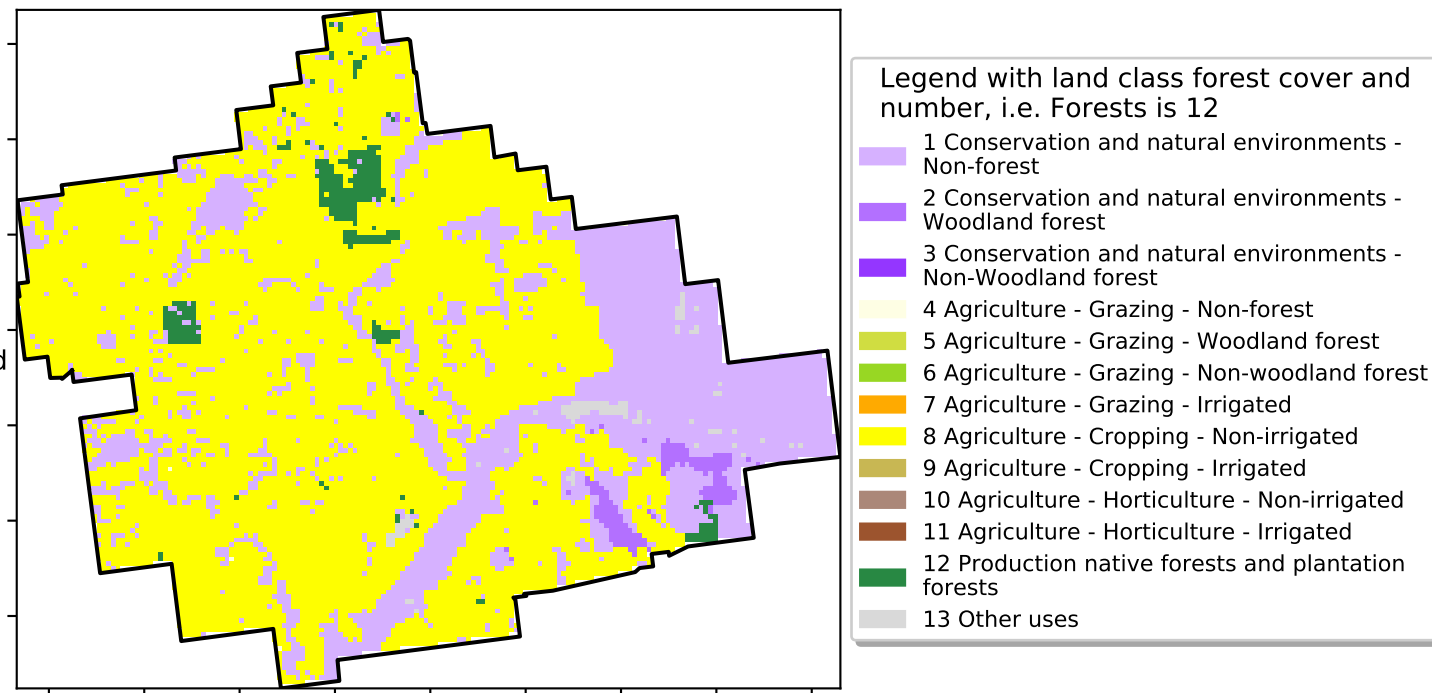 d
Legend with land class forest cover and
number, i.e. Forests is 12
1 Conservation and natural environments -
Non-forest
2 Conservation and natural environments -
Woodland forest
3 Conservation and natural environments -
Non-Woodland forest
4 Agriculture - Grazing - Non-forest
5 Agriculture - Grazing - Woodland forest
6 Agriculture - Grazing - Non-woodland forest
7 Agriculture - Grazing - Irrigated
8 Agriculture - Cropping - Non-irrigated
9 Agriculture - Cropping - Irrigated
10 Agriculture - Horticulture - Non-irrigated
11 Agriculture - Horticulture - Irrigated
12 Production native forests and plantation
forests
13 Other uses